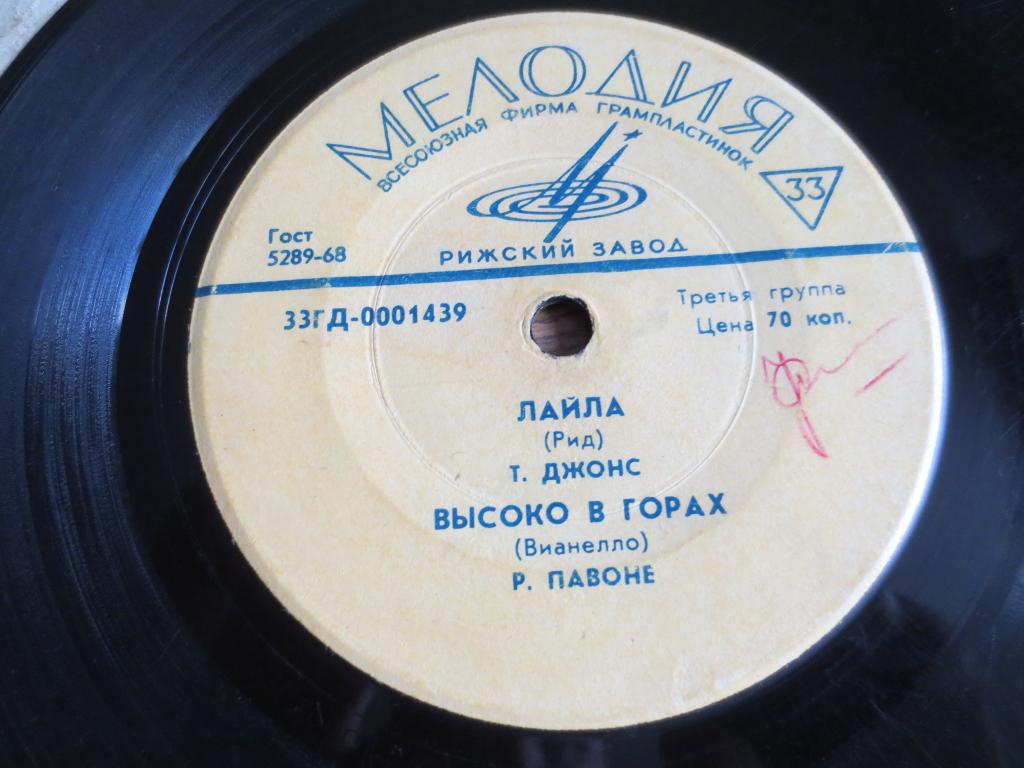 МЕЛОДИЯ
ВСЕСОЮЗНАЯ ФИРМА ГРАМПЛАСТИНОК
33
Гост
5289-68
РИЖСКИЙ ЗАВОД
33ГД-0001439
Третья группа
Цена 70 коп.
ЛАЙЛА
(Рид)
Т. ДЖОНС
ВЫСОКО В ГОРАХ
(Вианелло)
Р. ПАВОНЕ